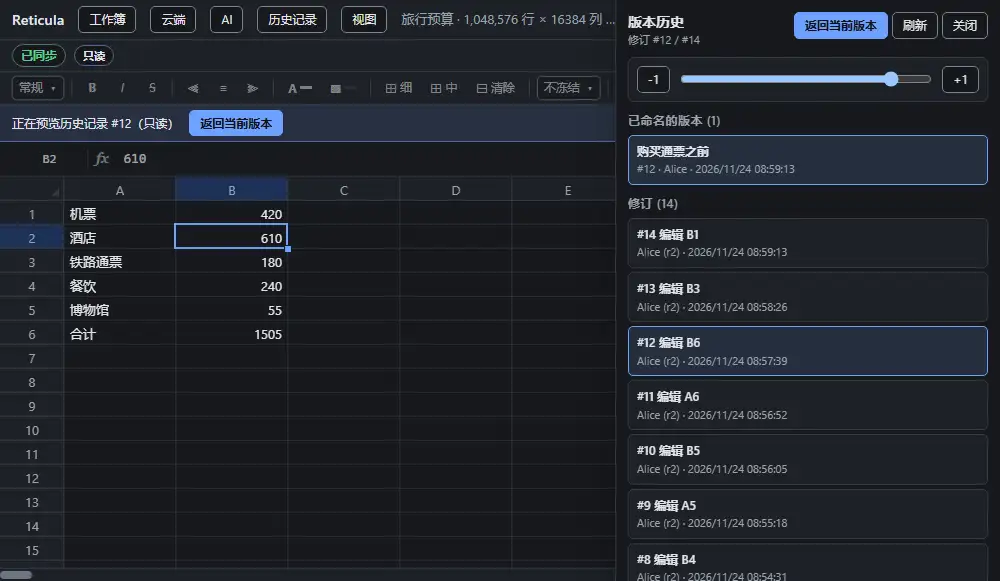 Reticula 工作簿 云端 AI 历史记录 视图 旅行预算 · 1,048,576 行 × 16384 列 ...
已同步 只读
常规 B I S A 田 细 田 中 日 清除 不冻结
正在预览历史记录 #12（只读） 返回当前版本
B2 fx 610
A B C D E
1 机票 420
2 酒店 610
3 铁路通票 180
4 餐饮 240
5 博物馆 55
6 合计 1505
7
8
9
10
11
12
13
14
15
版本历史 返回当前版本 刷新 关闭
修订 #12 / #14
-1 +1
已命名的版本 (1)
购买通票之前
#12 · Alice · 2026/11/24 08:59:13
修订 (14)
#14 编辑 B1
Alice (r2) · 2026/11/24 08:59:13
#13 编辑 B3
Alice (r2) · 2026/11/24 08:58:26
#12 编辑 B6
Alice (r2) · 2026/11/24 08:57:39
#11 编辑 A6
Alice (r2) · 2026/11/24 08:56:52
#10 编辑 B5
Alice (r2) · 2026/11/24 08:56:05
#9 编辑 A5
Alice (r2) · 2026/11/24 08:55:18
#8 编辑 B4
Alice (r2) · 2026/11/24 08:54:31